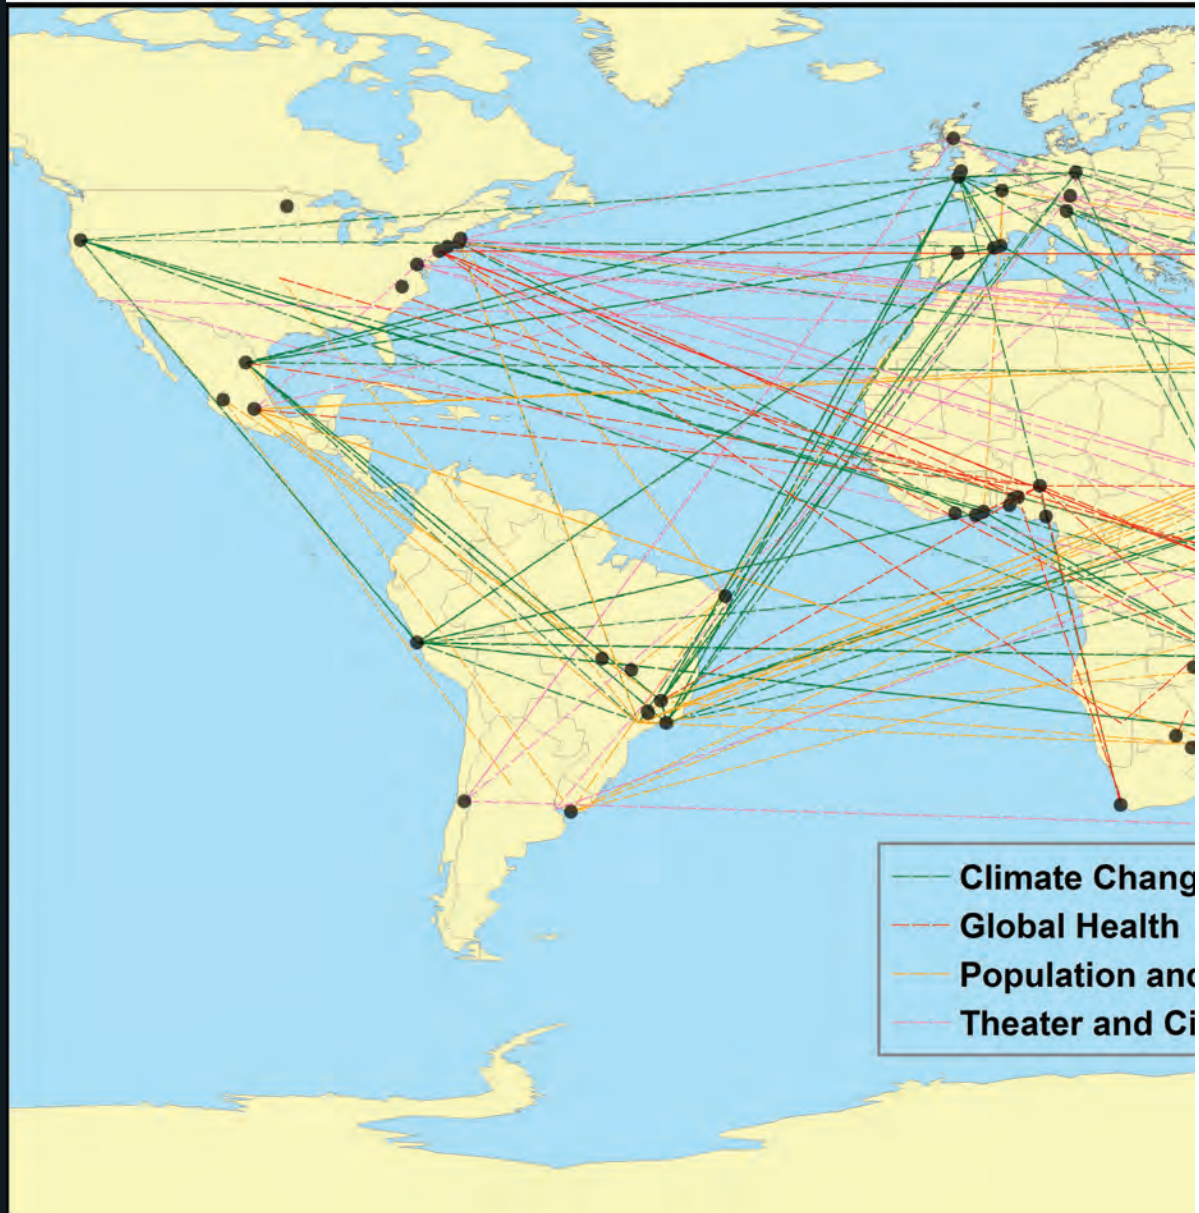 Climate Chang
Global Health
Population and
Theater and Ci